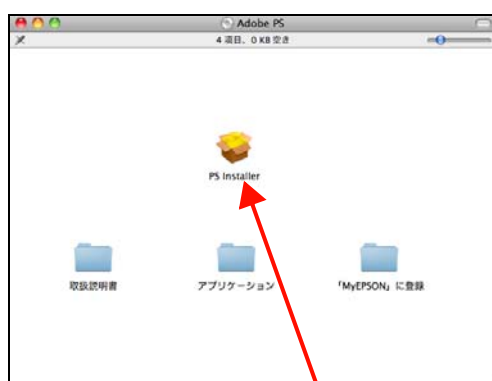 Adobe PS
4 項目、0 KB 空き
PS Installer
取扱説明書
アプリケーション
「MyEPSON」に登録